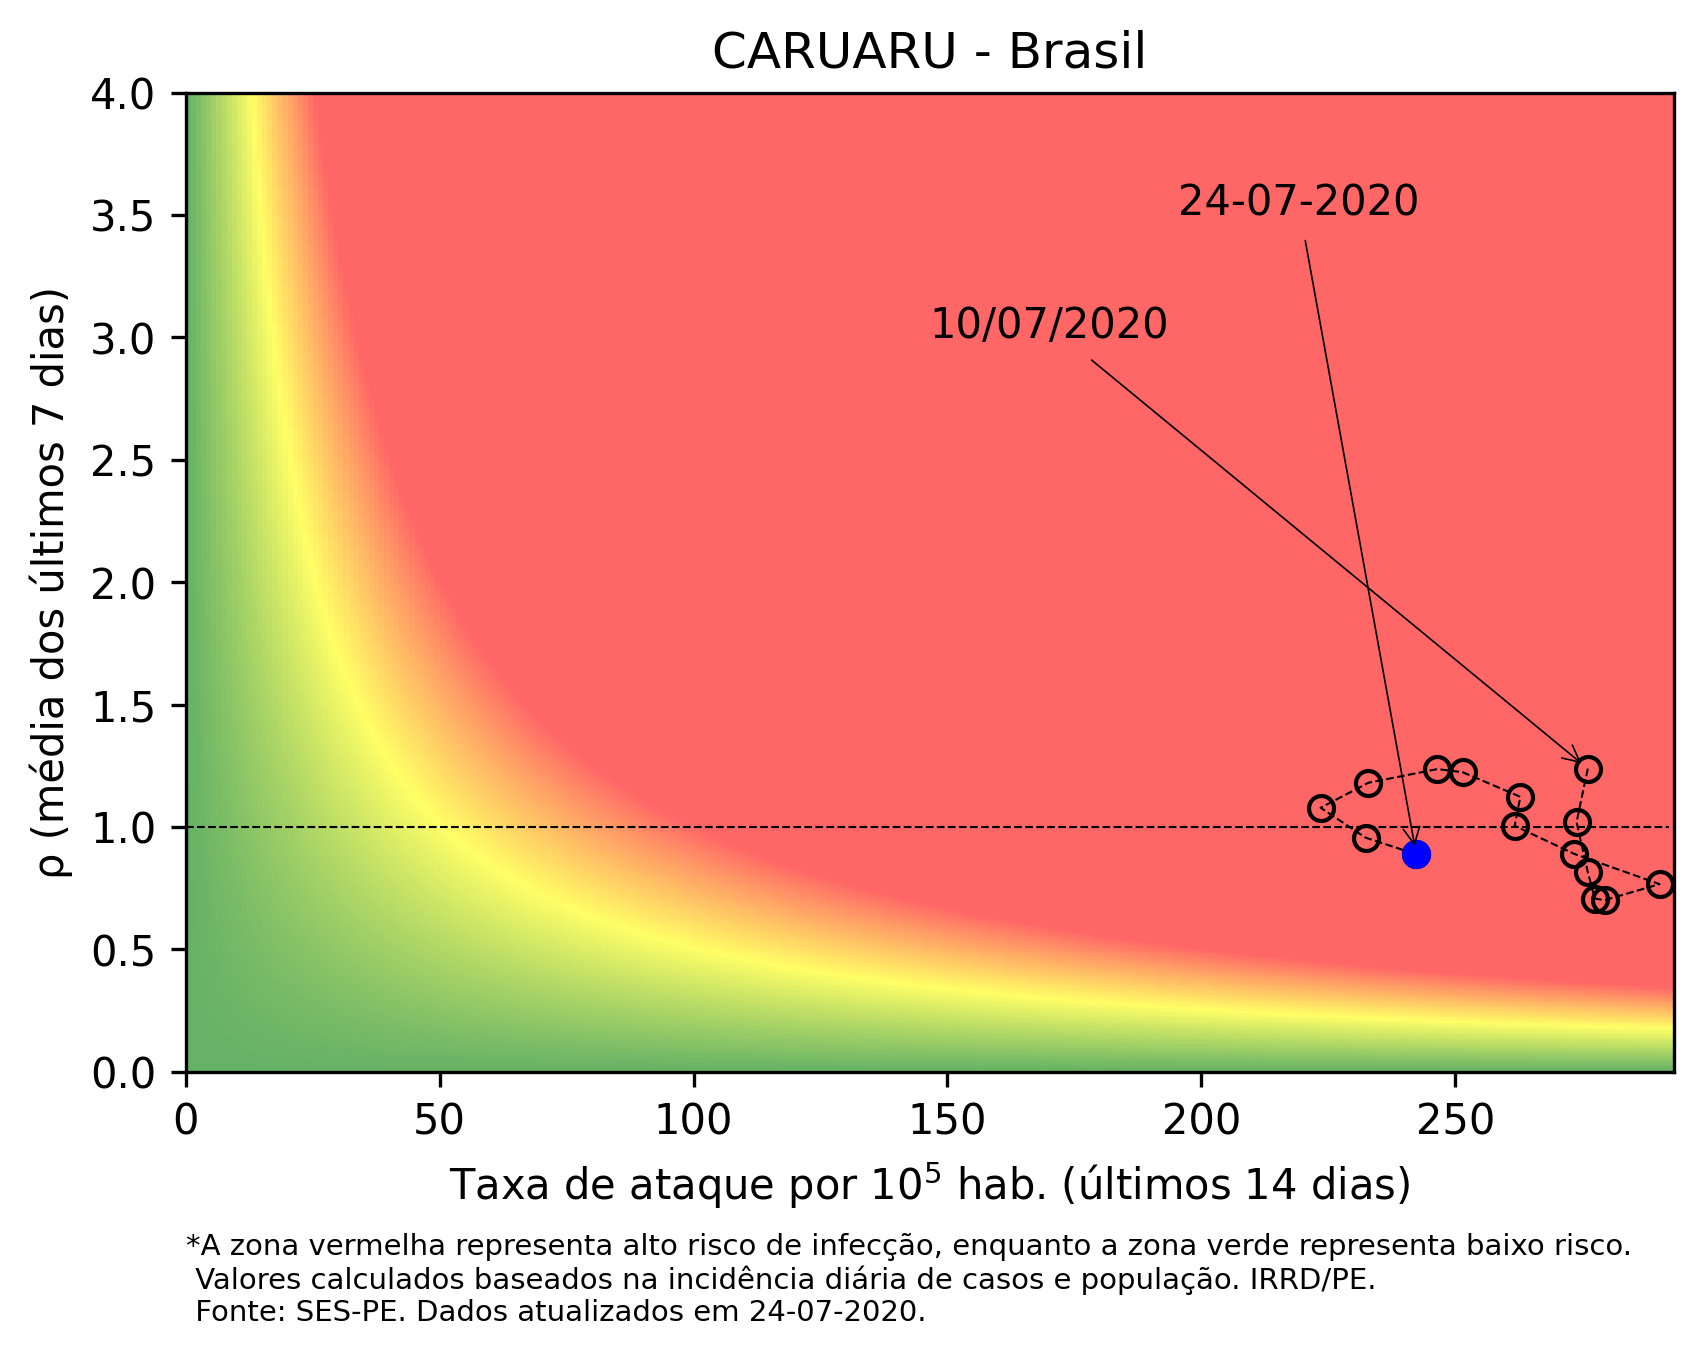 CARUARU - Brasil
4.0
3.5
3.0
2.5
2.0
1.5
1.0
0.5
0.0
ρ (média dos últimos 7 dias)
24-07-2020
10/07/2020
0 50 100 150 200 250
Taxa de ataque por 10⁵ hab. (últimos 14 dias)
*A zona vermelha representa alto risco de infecção, enquanto a zona verde representa baixo risco.
Valores calculados baseados na incidência diária de casos e população. IRRD/PE.
Fonte: SES-PE. Dados atualizados em 24-07-2020.